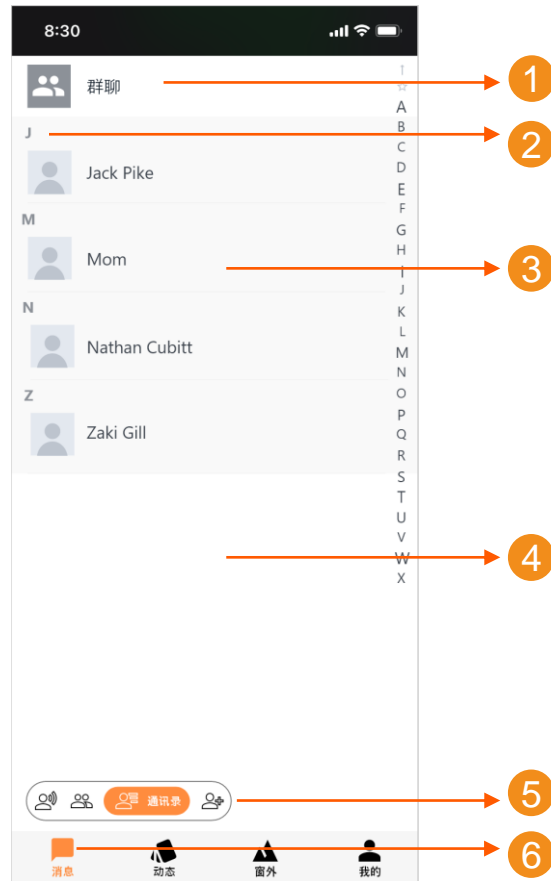 8:30
群聊
1
J
2
Jack Pike
M
Mom
3
N
Nathan Cubitt
Z
Zaki Gill
4
↑
☆
A
B
C
D
E
F
G
H
I
J
K
L
M
N
O
P
Q
R
S
T
U
V
W
X
通讯录
5
消息 动态 窗外 我的
6